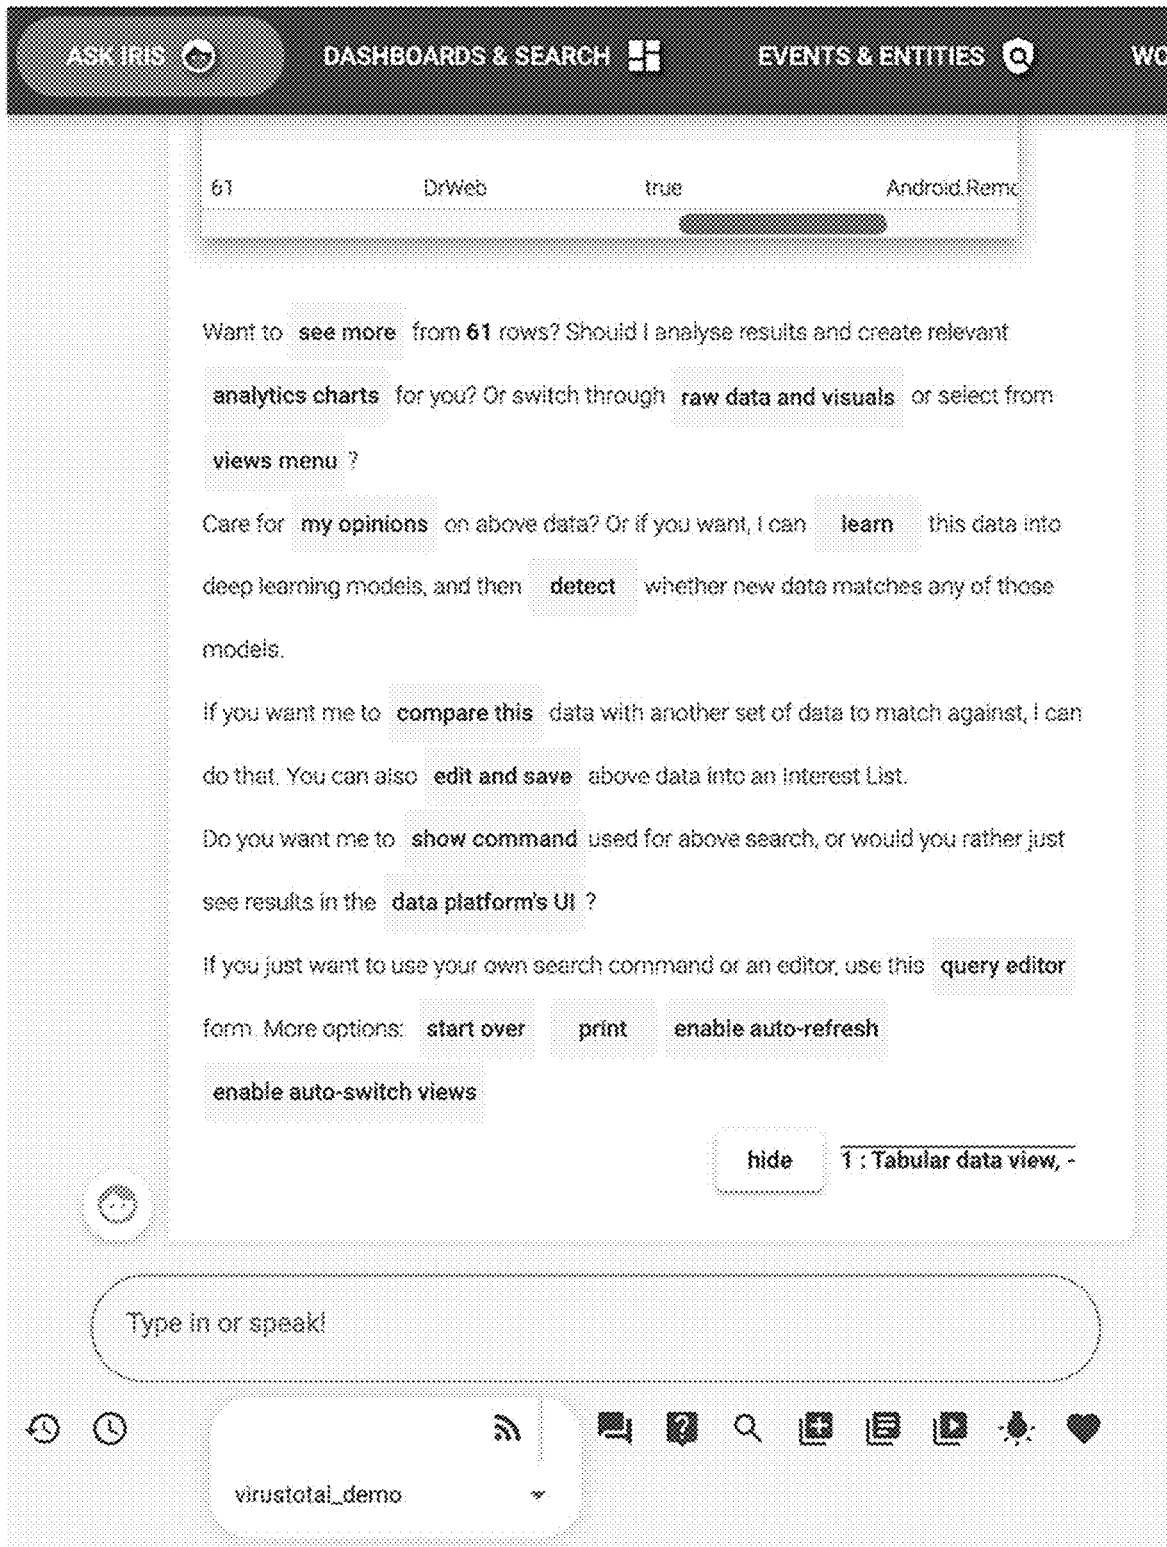 ASK IRIS DASHBOARDS & SEARCH EVENTS & ENTITIES WO
61 DrWeb true Android.Remo
Want to see more from 61 rows? Should I analyse results and create relevant
analytics charts for you? Or switch through raw data and visuals or select from
views menu ?
Care for my opinions on above data? Or if you want, I can learn this data into
deep learning models, and then detect whether new data matches any of those
models.
If you want me to compare this data with another set of data to match against, I can
do that. You can also edit and save above data into an Interest List.
Do you want me to show command used for above search, or would you rather just
see results in the data platform's UI ?
If you just want to use your own search command or an editor, use this query editor
form. More options: start over print enable auto-refresh
enable auto-switch views
hide 1 : Tabular data view, -
Type in or speak!
virustotal_demo